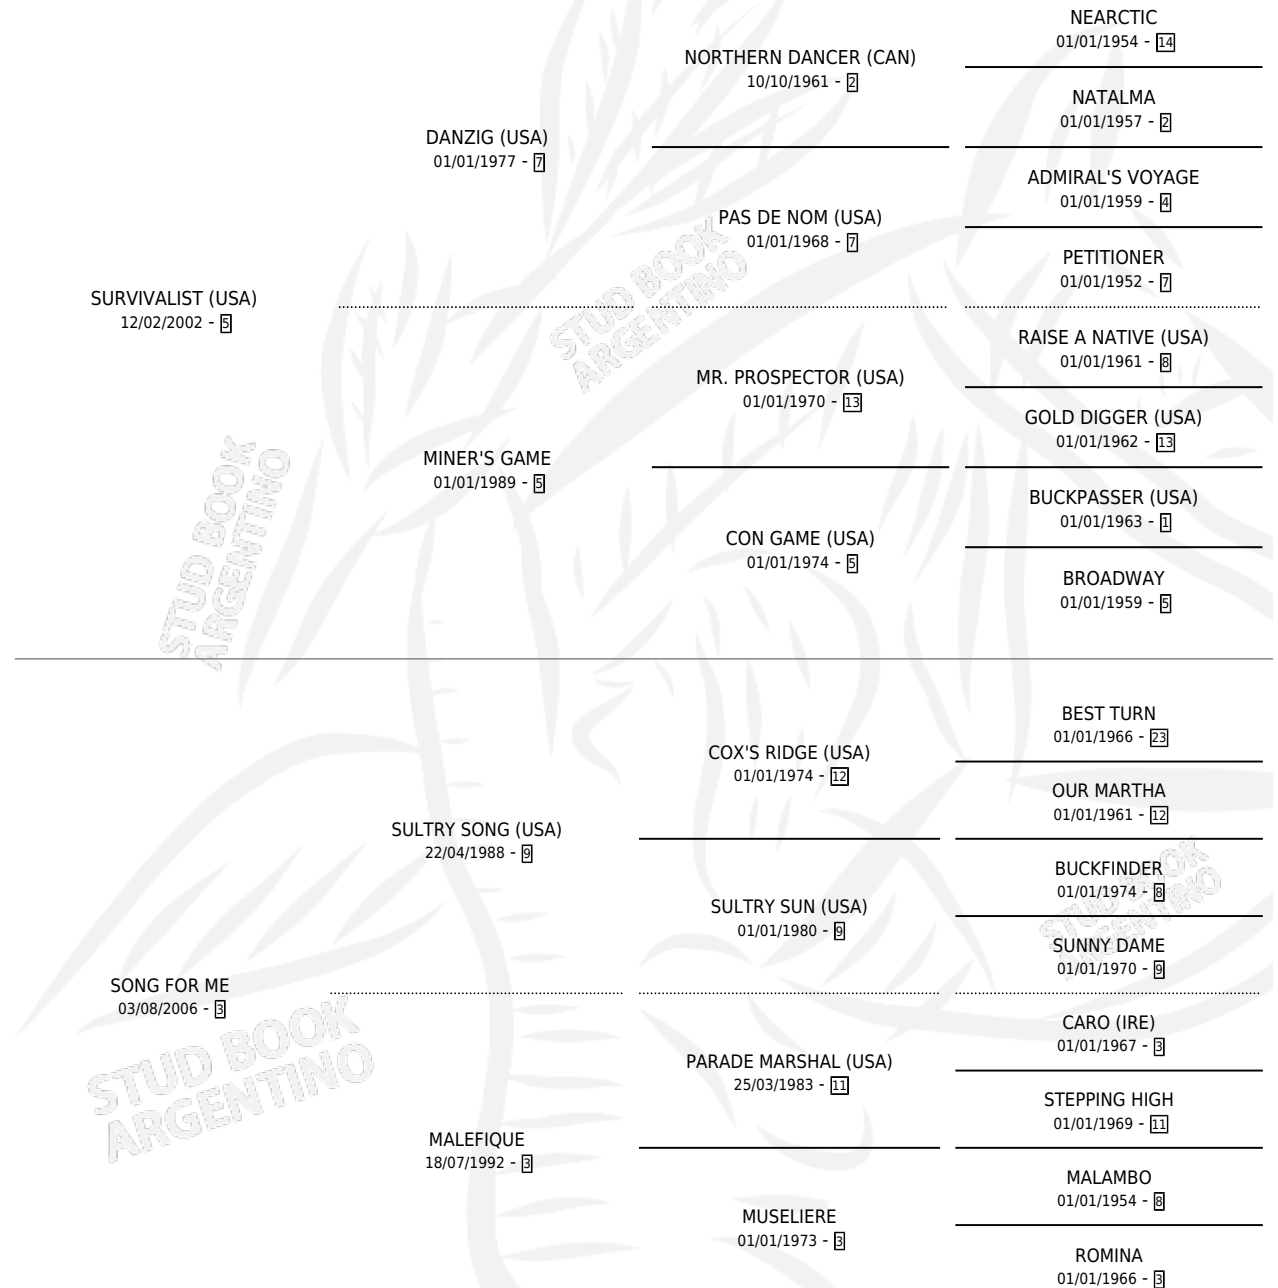 SURVIVALIST (USA)
12/02/2002 - 5
DANZIG (USA)
01/01/1977 - 7
MINER'S GAME
01/01/1989 - 5
NORTHERN DANCER (CAN)
10/10/1961 - 2
PAS DE NOM (USA)
01/01/1968 - 7
MR. PROSPECTOR (USA)
01/01/1970 - 13
CON GAME (USA)
01/01/1974 - 5
NEARCTIC
01/01/1954 - 14
NATALMA
01/01/1957 - 2
ADMIRAL'S VOYAGE
01/01/1959 - 4
PETITIONER
01/01/1952 - 7
RAISE A NATIVE (USA)
01/01/1961 - 8
GOLD DIGGER (USA)
01/01/1962 - 13
BUCKPASSER (USA)
01/01/1963 - 1
BROADWAY
01/01/1959 - 5
SONG FOR ME
03/08/2006 - 3
SULTRY SONG (USA)
22/04/1988 - 9
MALEFIQUE
18/07/1992 - 3
COX'S RIDGE (USA)
01/01/1974 - 12
SULTRY SUN (USA)
01/01/1980 - 9
PARADE MARSHAL (USA)
25/03/1983 - 11
MUSELIERE
01/01/1973 - 3
BEST TURN
01/01/1966 - 23
OUR MARTHA
01/01/1961 - 12
BUCKFINDER
01/01/1974 - 8
SUNNY DAME
01/01/1970 - 9
CARO (IRE)
01/01/1967 - 3
STEPPING HIGH
01/01/1969 - 11
MALAMBO
01/01/1954 - 8
ROMINA
01/01/1966 - 3
STUD BOOK
ARGENTINO
STUD BOOK
ARGENTINO
STUD BOOK
ARGENTINO
STUD BOOK
ARGENTINO